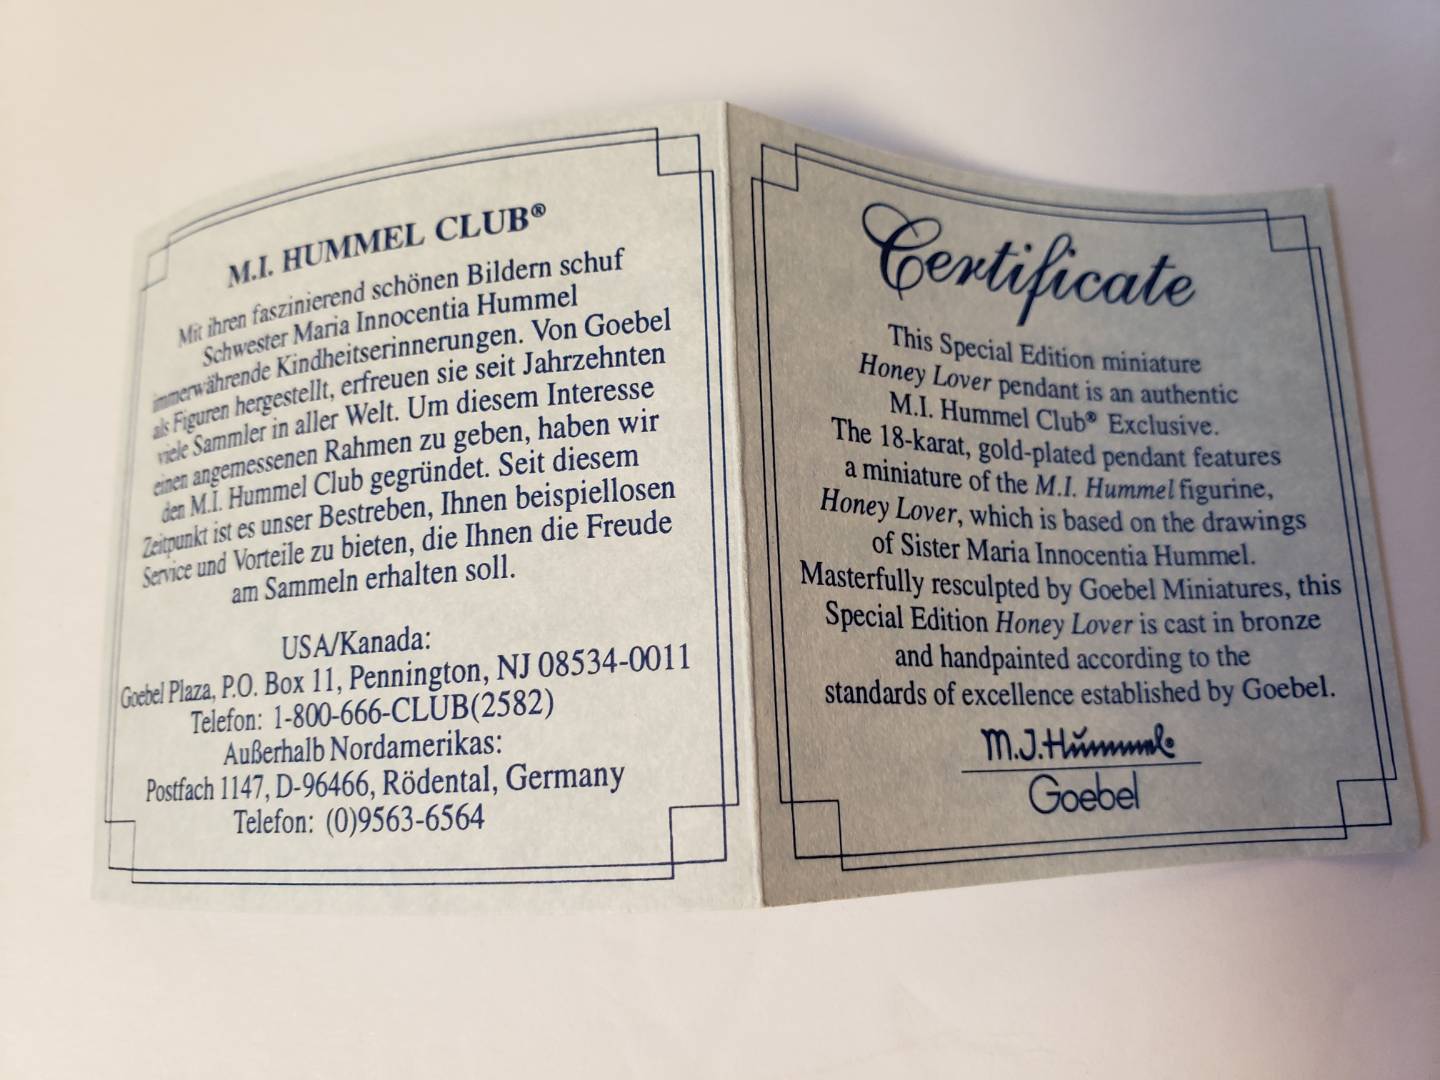 M.I. HUMMEL CLUB®
Mit ihren faszinierend schönen Bildern schuf
Schwester Maria Innocentia Hummel
immerwährende Kindheitserinnerungen. Von Goebel
als Figuren hergestellt, erfreuen sie seit Jahrzehnten
viele Sammler in aller Welt. Um diesem Interesse
einen angemessenen Rahmen zu geben, haben wir
den M.I. Hummel Club gegründet. Seit diesem
Zeitpunkt ist es unser Bestreben, Ihnen beispiellosen
Service und Vorteile zu bieten, die Ihnen die Freude
am Sammeln erhalten soll.
USA/Kanada:
Goebel Plaza, P.O. Box 11, Pennington, NJ 08534-0011
Telefon: 1-800-666-CLUB(2582)
Außerhalb Nordamerikas:
Postfach 1147, D-96466, Rödental, Germany
Telefon: (0)9563-6564
Certificate
This Special Edition miniature
Honey Lover pendant is an authentic
M.I. Hummel Club® Exclusive.
The 18-karat, gold-plated pendant features
a miniature of the M.I. Hummel figurine,
Honey Lover, which is based on the drawings
of Sister Maria Innocentia Hummel.
Masterfully resculpted by Goebel Miniatures, this
Special Edition Honey Lover is cast in bronze
and handpainted according to the
standards of excellence established by Goebel.
M.J.Hummel®
Goebel